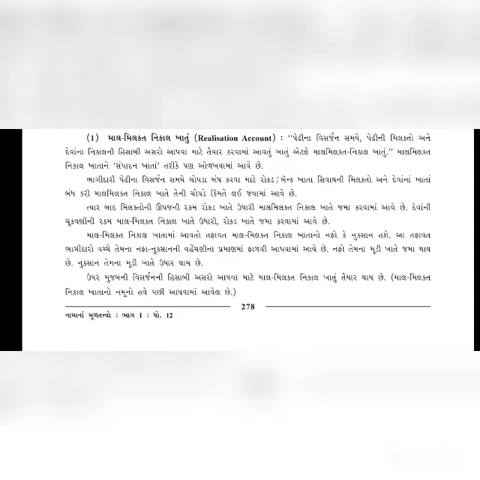 (1) માલ-મિલકત નિકાલ ખાતું (Realisation Account) : ‘‘પેઢીના વિસર્જન સમયે, પેઢીની મિલકતો અને
દેવાંના નિકાલની હિસાબી અસરો આપવા માટે તૈયાર કરવામાં આવતું ખાતું એટલે માલમિલકત-નિકાલ ખાતું.’’ માલમિલકત
નિકાલ ખાતાને ‘સંપાદન ખાતાં’ તરીકે પણ ઓળખવામાં આવે છે.
ભાગીદારી પેઢીના વિસર્જન સમયે ચોપડા બંધ કરવા માટે રોકડ/બેન્ક ખાતા સિવાયની મિલકતો અને દેવાંનાં ખાતાં
બંધ કરી માલમિલકત નિકાલ ખાતે તેની ચોપડે કિંમતે લઈ જવામાં આવે છે.
ત્યાર બાદ મિલકતોની ઊપજની રકમ રોકડ ખાતે ઉધારી માલમિલકત નિકાલ ખાતે જમા કરવામાં આવે છે. દેવાંની
ચૂકવણીની રકમ માલ-મિલકત નિકાલ ખાતે ઉધારી, રોકડ ખાતે જમા કરવામાં આવે છે.
માલ-મિલકત નિકાલ ખાતામાં આવતો તફાવત માલ-મિલકત નિકાલ ખાતાનો નફો કે નુકસાન હશે. આ તફાવત
ભાગીદારો વચ્ચે તેમના નફા-નુકસાનની વહેંચણીના પ્રમાણમાં ફાળવી આપવામાં આવે છે. નફો તેમના મૂડી ખાતે જમા થાય
છે. નુકસાન તેમના મૂડી ખાતે ઉધાર થાય છે.
ઉપર મુજબની વિસર્જનની હિસાબી અસરો આપવા માટે માલ-મિલકત નિકાલ ખાતું તૈયાર થાય છે. (માલ-મિલકત
નિકાલ ખાતાનો નમૂનો હવે પછી આપવામાં આવેલ છે.)
278
નામાનાં મૂળતત્ત્વો : ભાગ I : ધો. 12